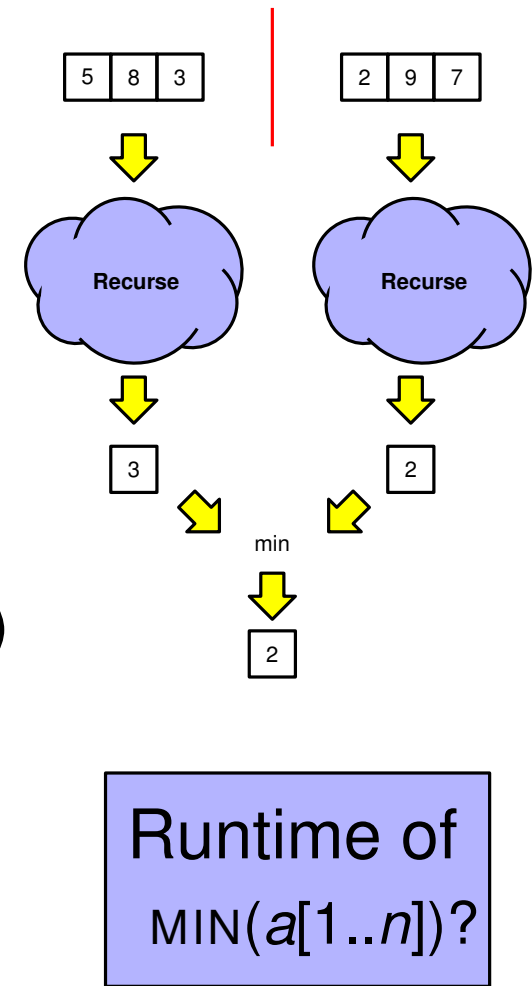 5 8 3 2 9 7
Recurse Recurse
3 2
min
2
Runtime of
MIN(a[1..n])?